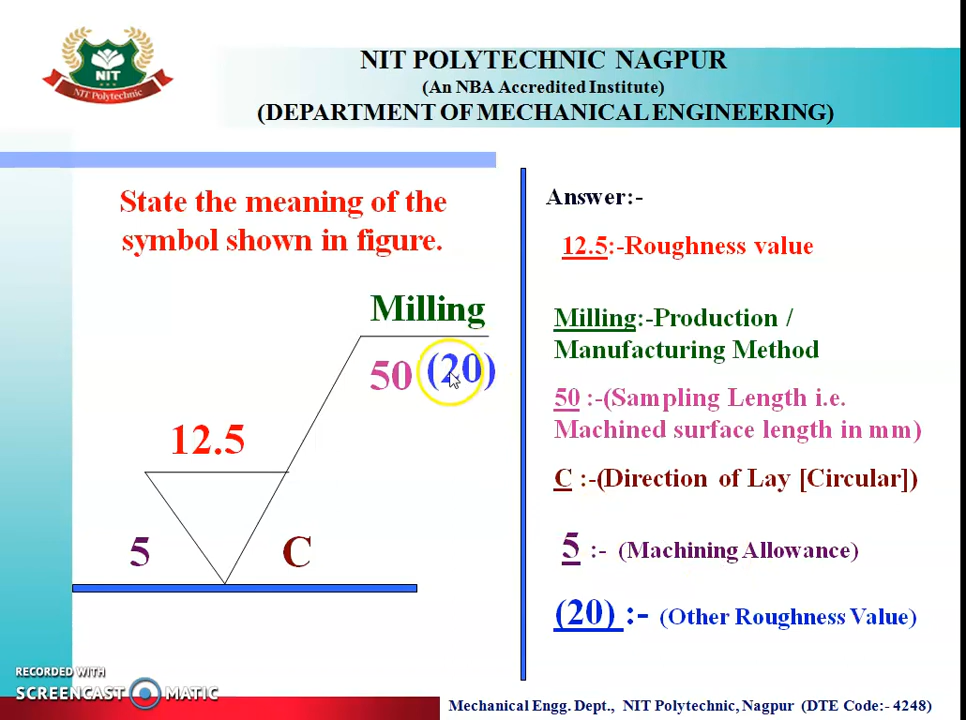 NIT
NIT Polytechnic
NIT POLYTECHNIC NAGPUR
(An NBA Accredited Institute)
(DEPARTMENT OF MECHANICAL ENGINEERING)
State the meaning of the
symbol shown in figure.
Milling
50 (20)
12.5
5 C
Answer:-
12.5:-Roughness value
Milling:-Production /
Manufacturing Method
50 :-(Sampling Length i.e.
Machined surface length in mm)
C :-(Direction of Lay [Circular])
5 :- (Machining Allowance)
(20) :- (Other Roughness Value)
RECORDED WITH
SCREENCAST MATIC
Mechanical Engg. Dept., NIT Polytechnic, Nagpur (DTE Code:- 4248)